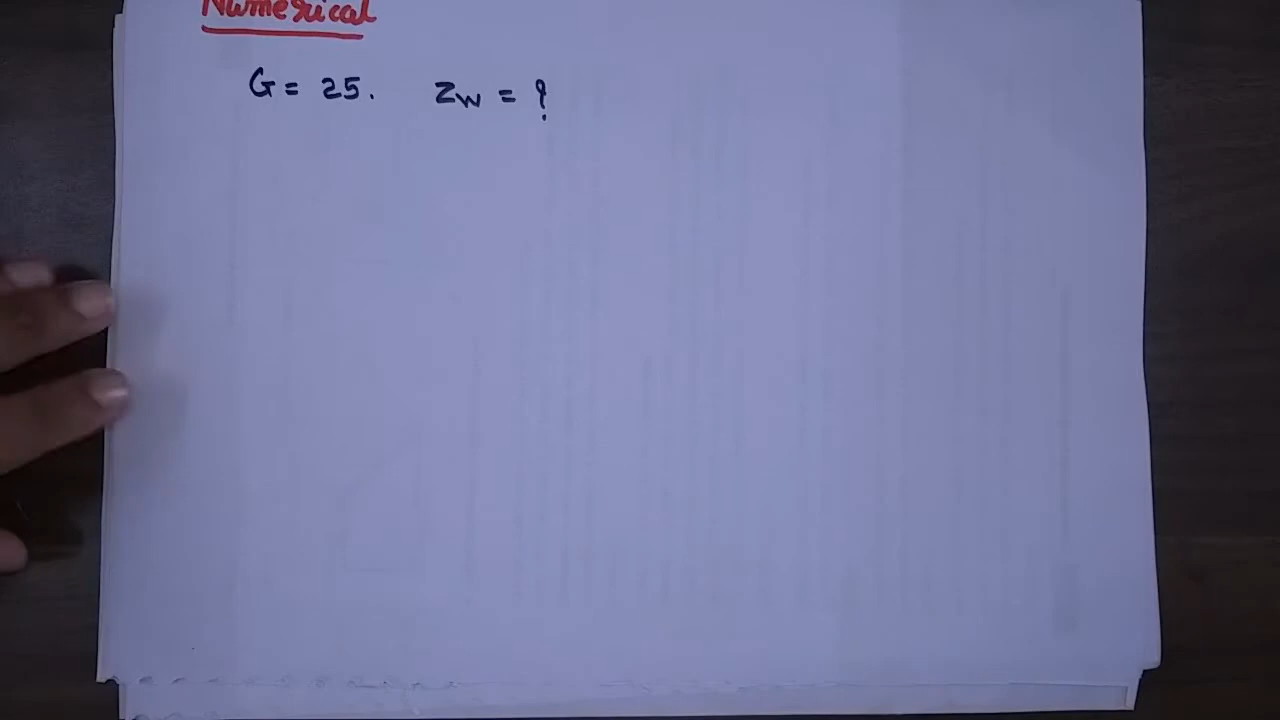 Numerical
G = 25. Zw = ?